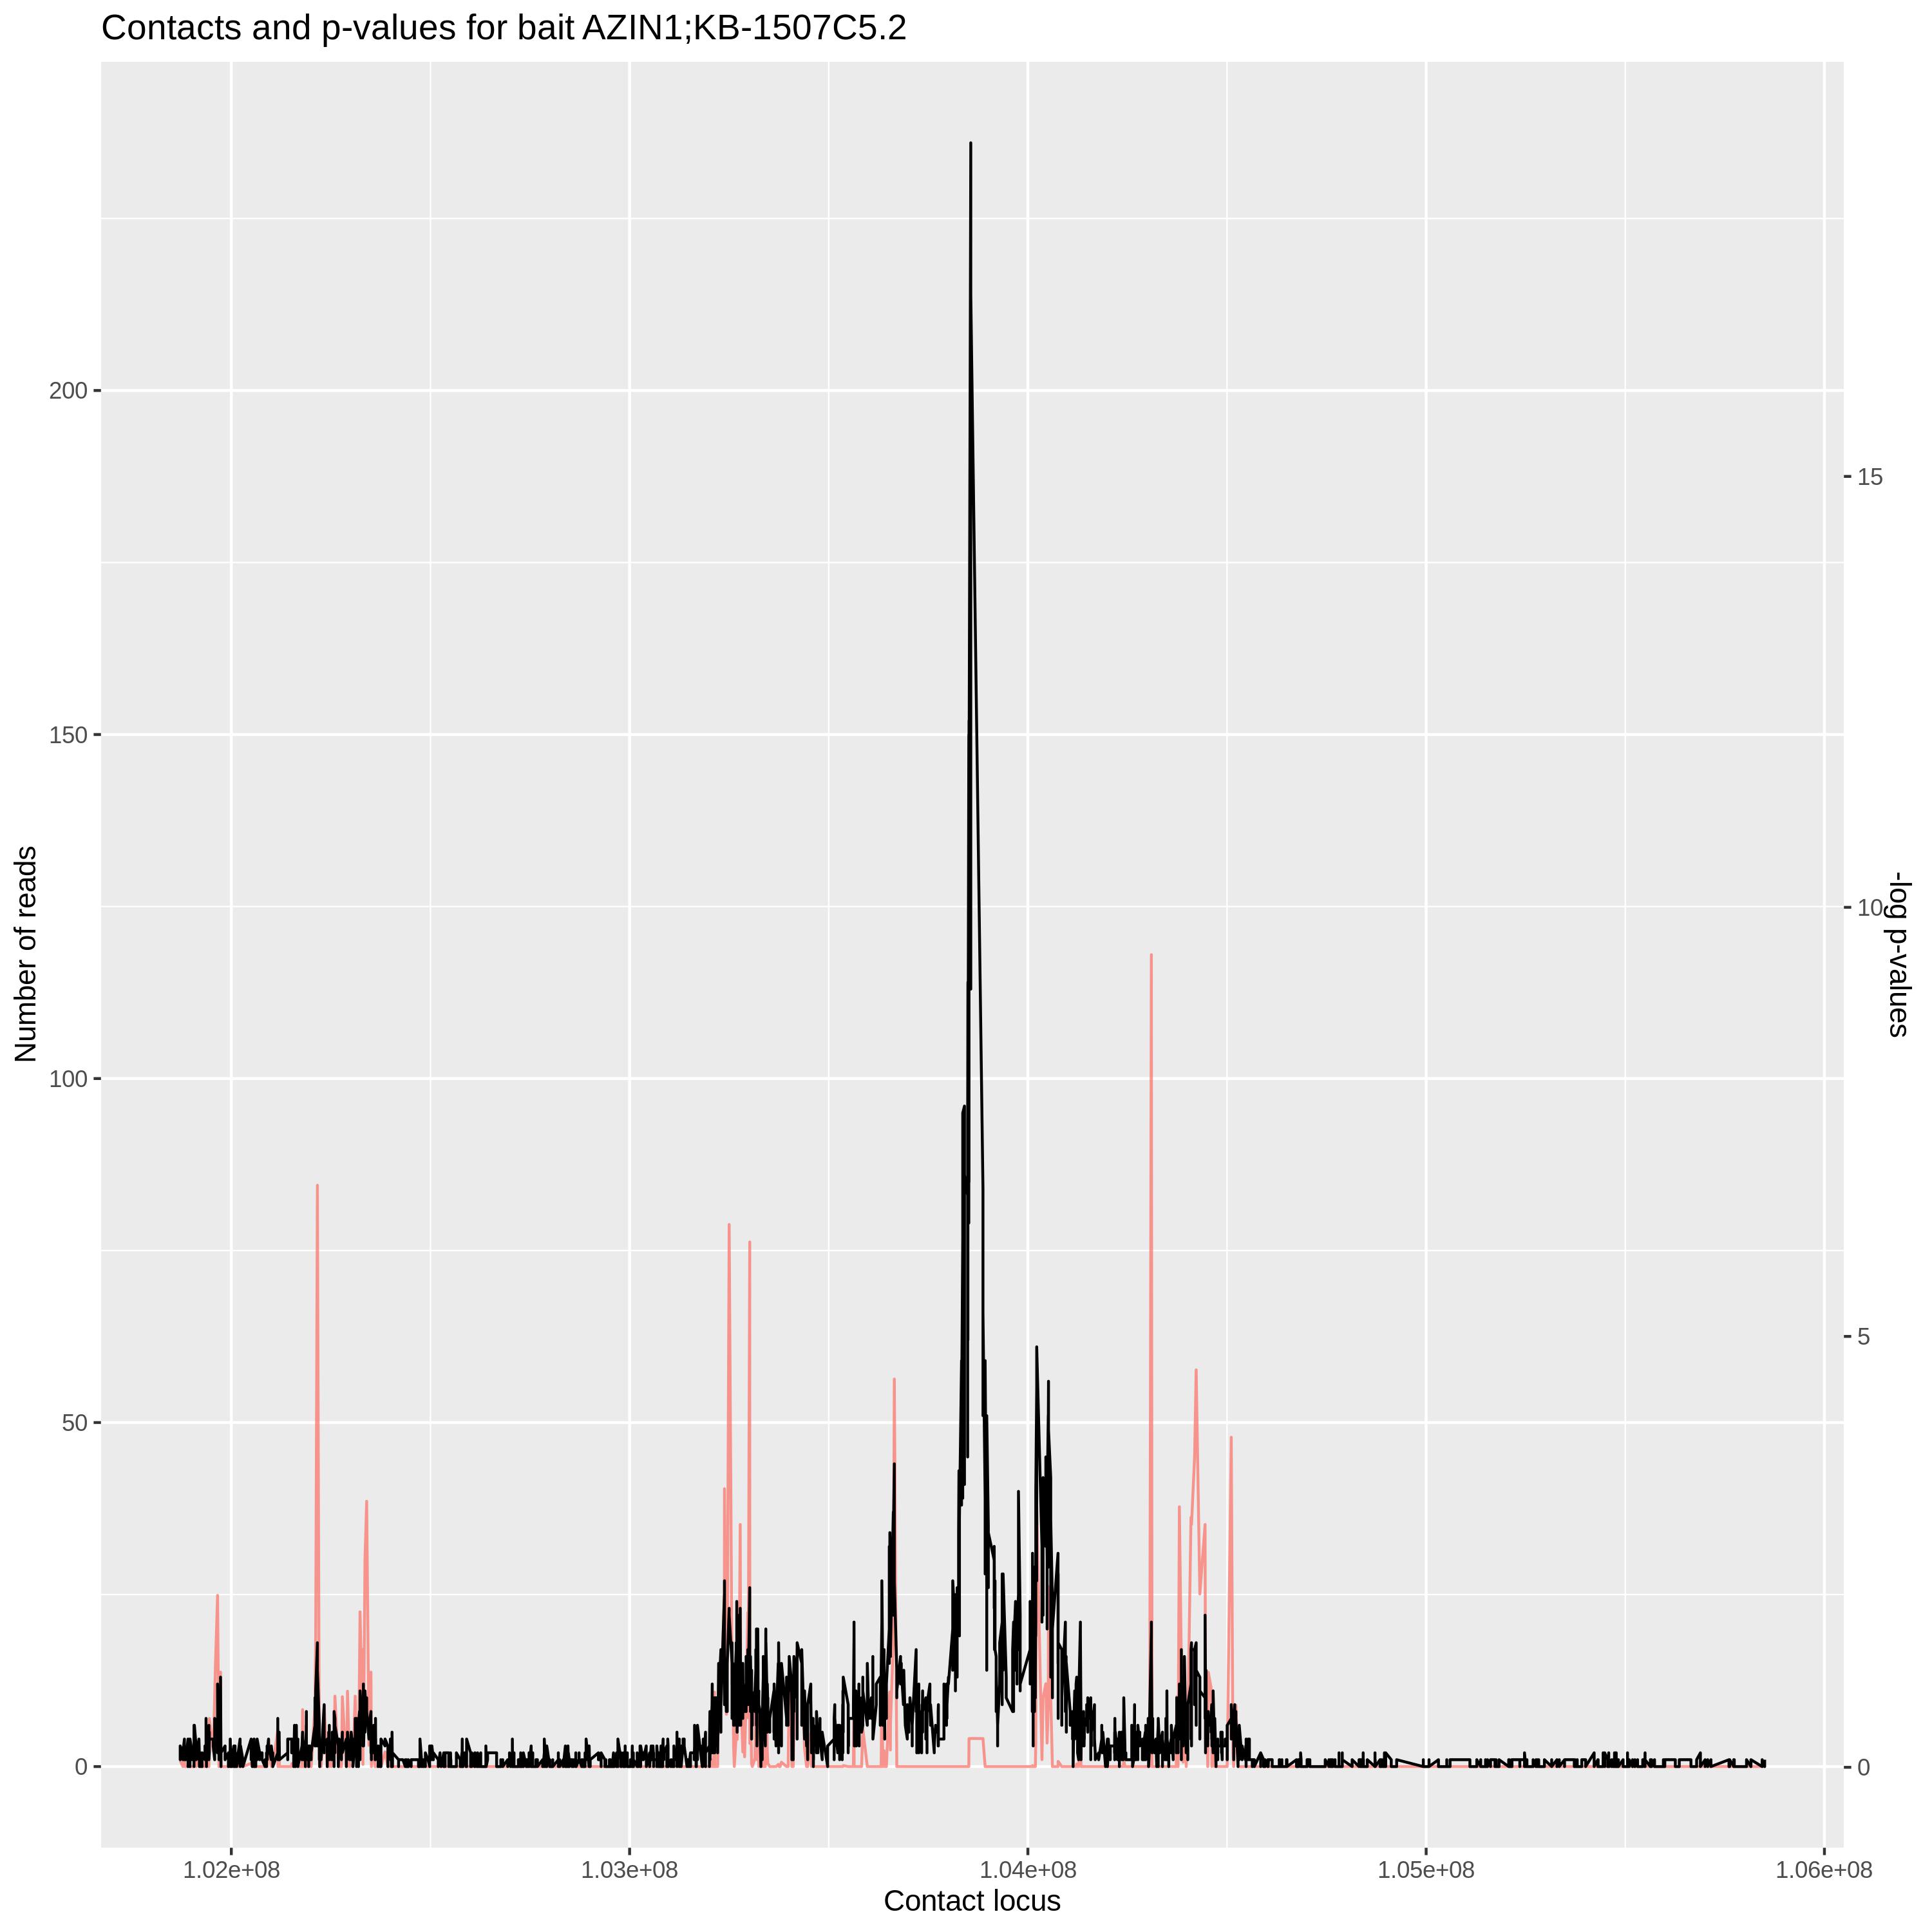 Contacts and p-values for bait AZIN1;KB-1507C5.2
Number of reads
200
150
100
50
0
15
10
5
0
-log p-values
1.02e+08 1.03e+08 1.04e+08 1.05e+08 1.06e+08
Contact locus